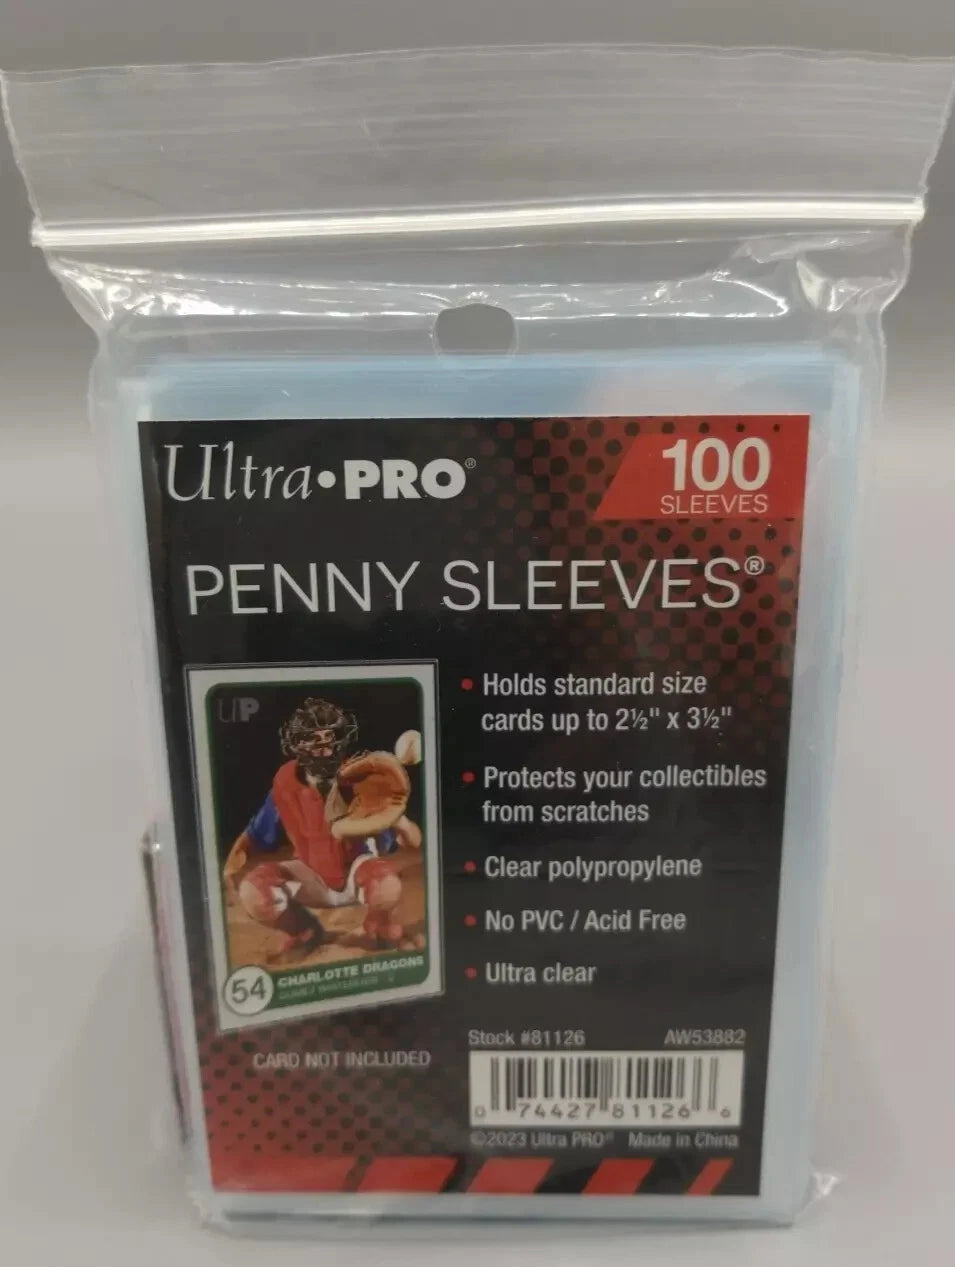 Ultra•PRO®
100
SLEEVES
PENNY SLEEVES®
UP
• Holds standard size
cards up to 2½" x 3½"
• Protects your collectibles
from scratches
• Clear polypropylene
• No PVC / Acid Free
• Ultra clear
54
CHARLOTTE DRAGONS
CARD NOT INCLUDED
Stock #81126 AW53882
0 74427 81126 6
©2023 Ultra PRO® Made in China